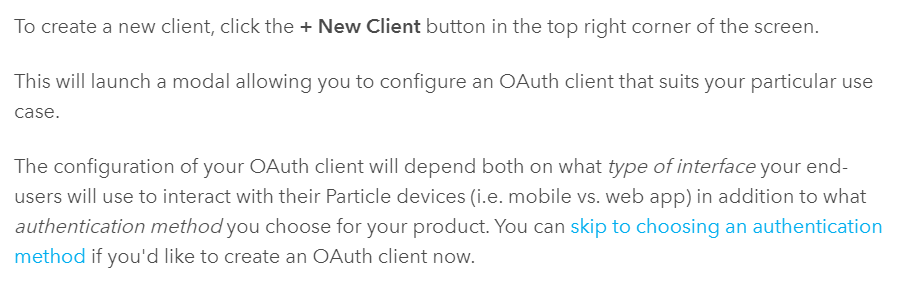 To create a new client, click the + New Client button in the top right corner of the screen.
This will launch a modal allowing you to configure an OAuth client that suits your particular use
case.
The configuration of your OAuth client will depend both on what type of interface your end-
users will use to interact with their Particle devices (i.e. mobile vs. web app) in addition to what
authentication method you choose for your product. You can skip to choosing an authentication
method if you'd like to create an OAuth client now.